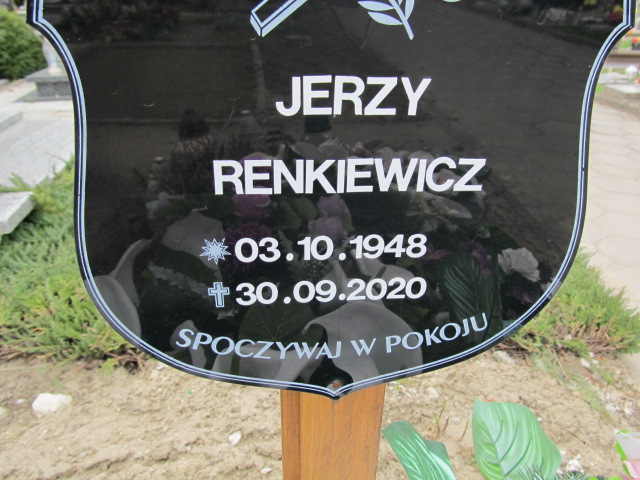 JERZY
RENKIEWICZ
03.10.1948
30.09.2020
SPOCZYWAJ W POKOJU